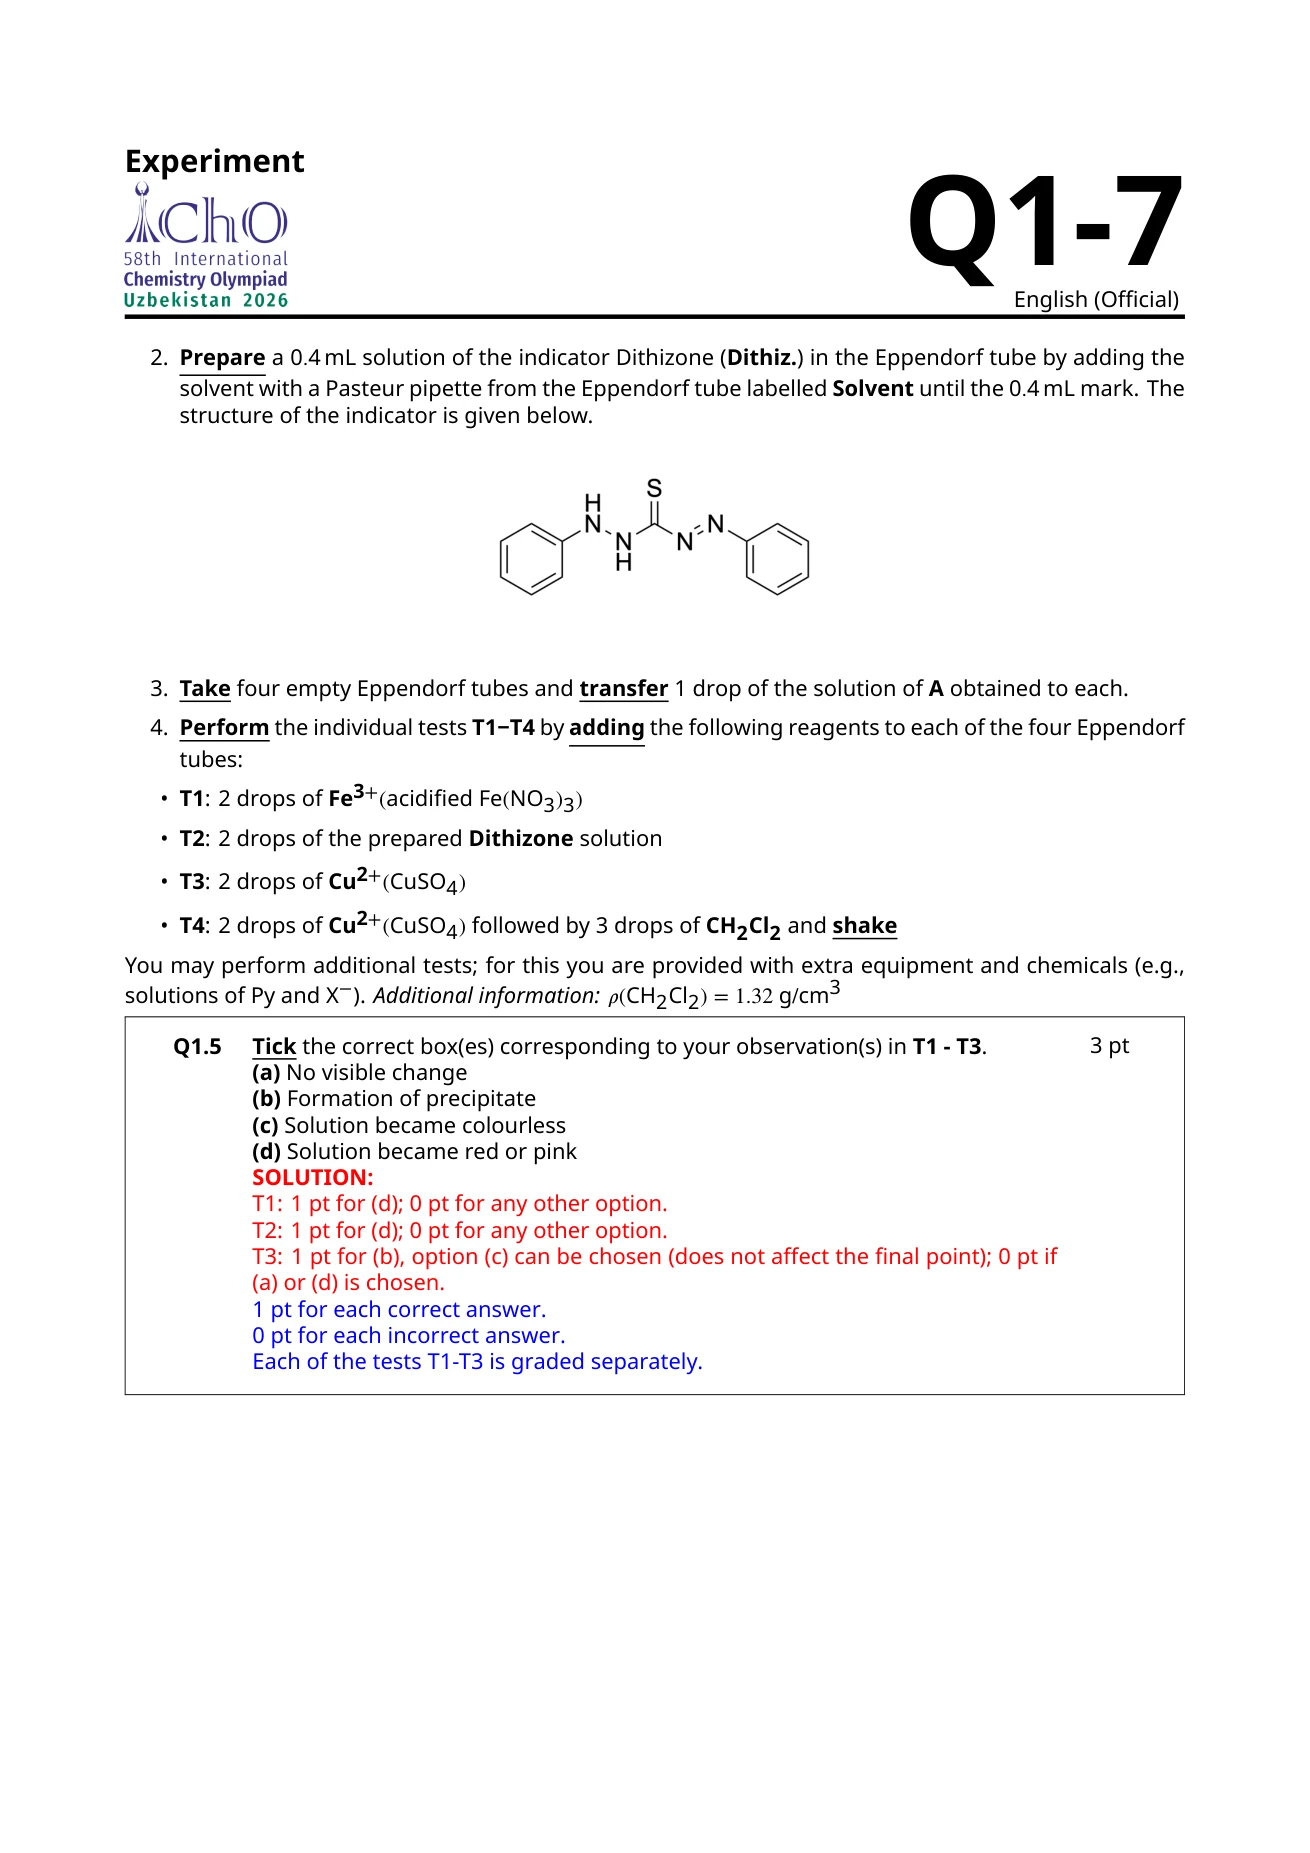 Experiment
IChO
58th International
Chemistry Olympiad
Uzbekistan 2026
Q1-7
English (Official)
2. Prepare a 0.4 mL solution of the indicator Dithizone (Dithiz.) in the Eppendorf tube by adding the
solvent with a Pasteur pipette from the Eppendorf tube labelled Solvent until the 0.4 mL mark. The
structure of the indicator is given below.
H
N
N
H
S
N
N
3. Take four empty Eppendorf tubes and transfer 1 drop of the solution of A obtained to each.
4. Perform the individual tests T1−T4 by adding the following reagents to each of the four Eppendorf
tubes:
• T1: 2 drops of Fe³⁺(acidified Fe(NO₃)₃)
• T2: 2 drops of the prepared Dithizone solution
• T3: 2 drops of Cu²⁺(CuSO₄)
• T4: 2 drops of Cu²⁺(CuSO₄) followed by 3 drops of CH₂Cl₂ and shake
You may perform additional tests; for this you are provided with extra equipment and chemicals (e.g.,
solutions of Py and X⁻). Additional information: ρ(CH₂Cl₂) = 1.32 g/cm³
Q1.5 Tick the correct box(es) corresponding to your observation(s) in T1 - T3. 3 pt
(a) No visible change
(b) Formation of precipitate
(c) Solution became colourless
(d) Solution became red or pink
SOLUTION:
T1: 1 pt for (d); 0 pt for any other option.
T2: 1 pt for (d); 0 pt for any other option.
T3: 1 pt for (b), option (c) can be chosen (does not affect the final point); 0 pt if
(a) or (d) is chosen.
1 pt for each correct answer.
0 pt for each incorrect answer.
Each of the tests T1-T3 is graded separately.